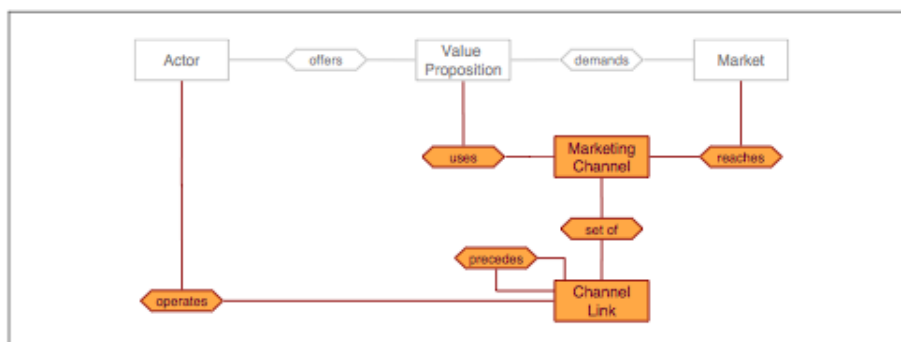 Actor
offers
Value
Proposition
demands
Market
uses
Marketing
Channel
reaches
set of
precedes
operates
Channel
Link